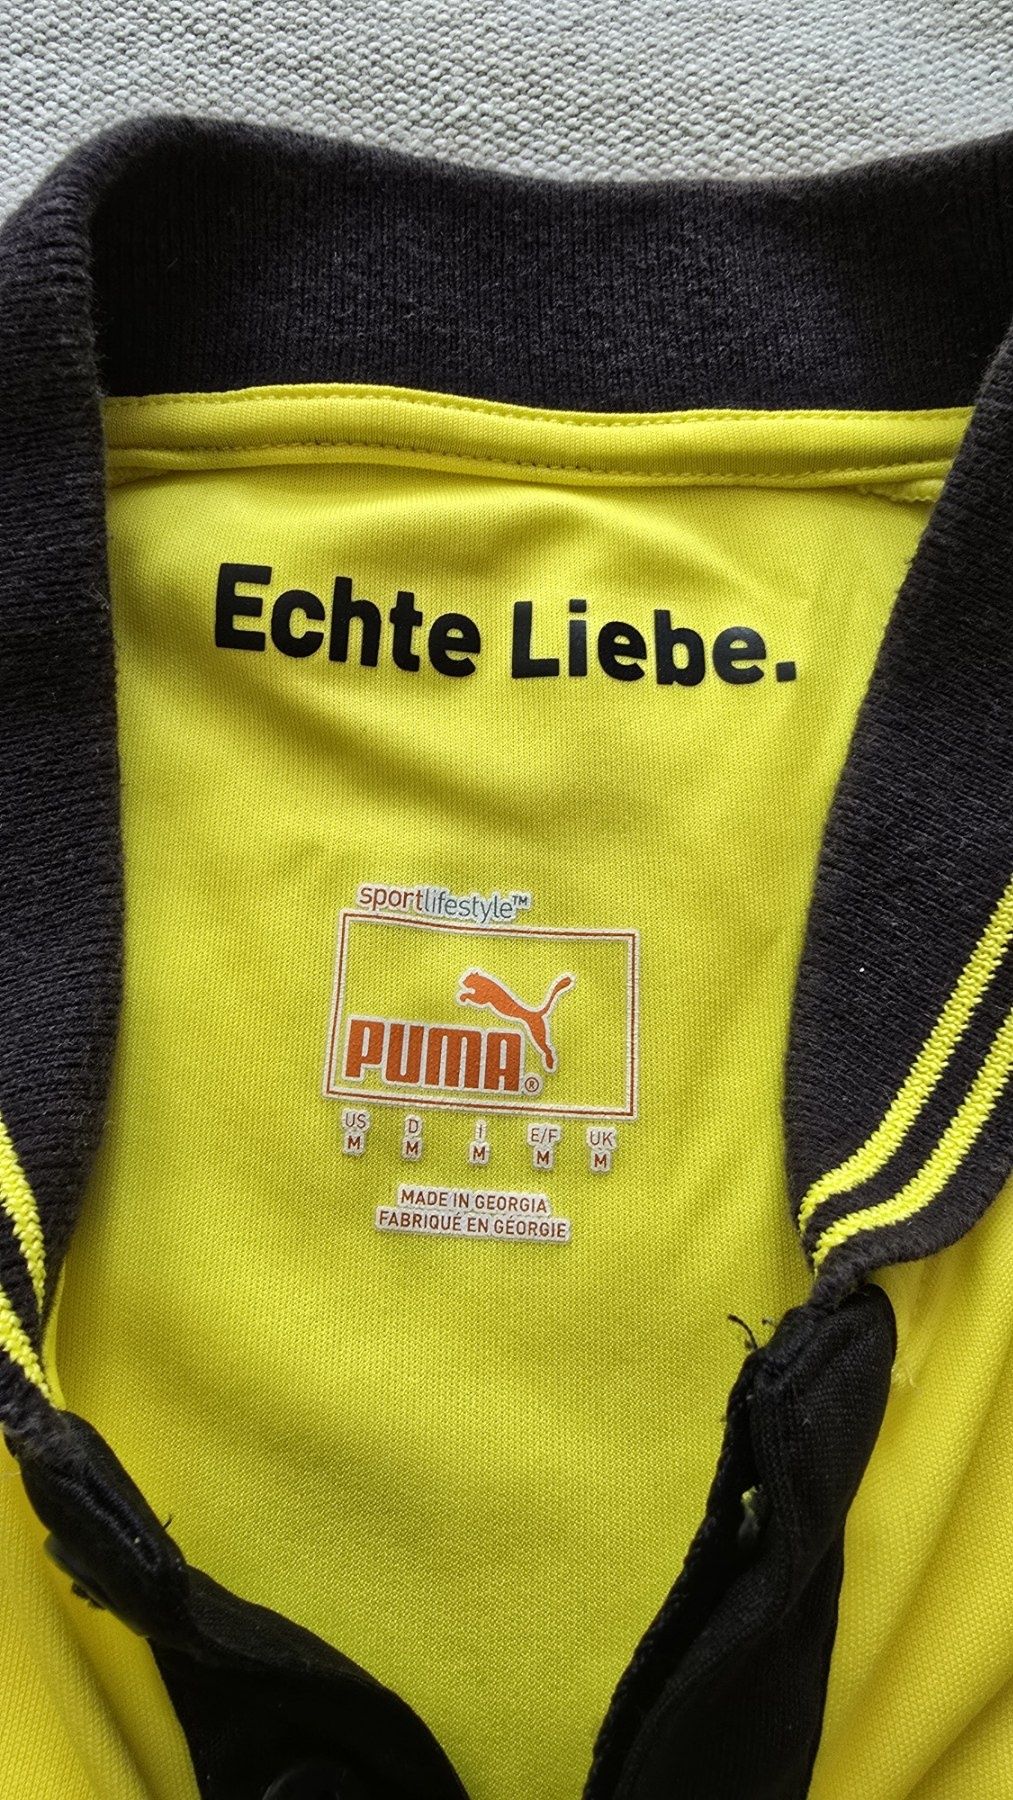 Echte Liebe.
sportlifestyle™
PUMA®
US D I E/F UK
M M M M M
MADE IN GEORGIA
FABRIQUÉ EN GÉORGIE